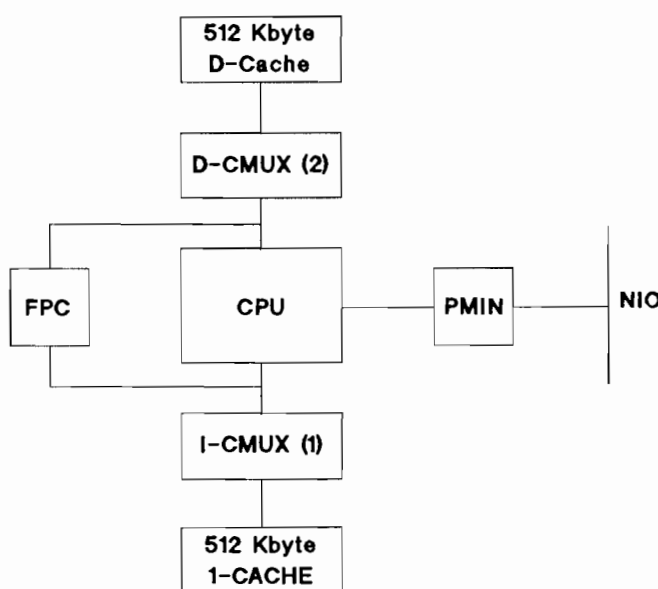 512 Kbyte
D-Cache
D-CMUX (2)
FPC
CPU
PMIN
NIO
I-CMUX (1)
512 Kbyte
1-CACHE